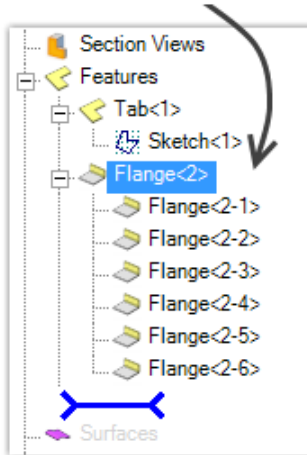 Section Views
Features
Tab<1>
Sketch<1>
Flange<2>
Flange<2-1>
Flange<2-2>
Flange<2-3>
Flange<2-4>
Flange<2-5>
Flange<2-6>
Surfaces